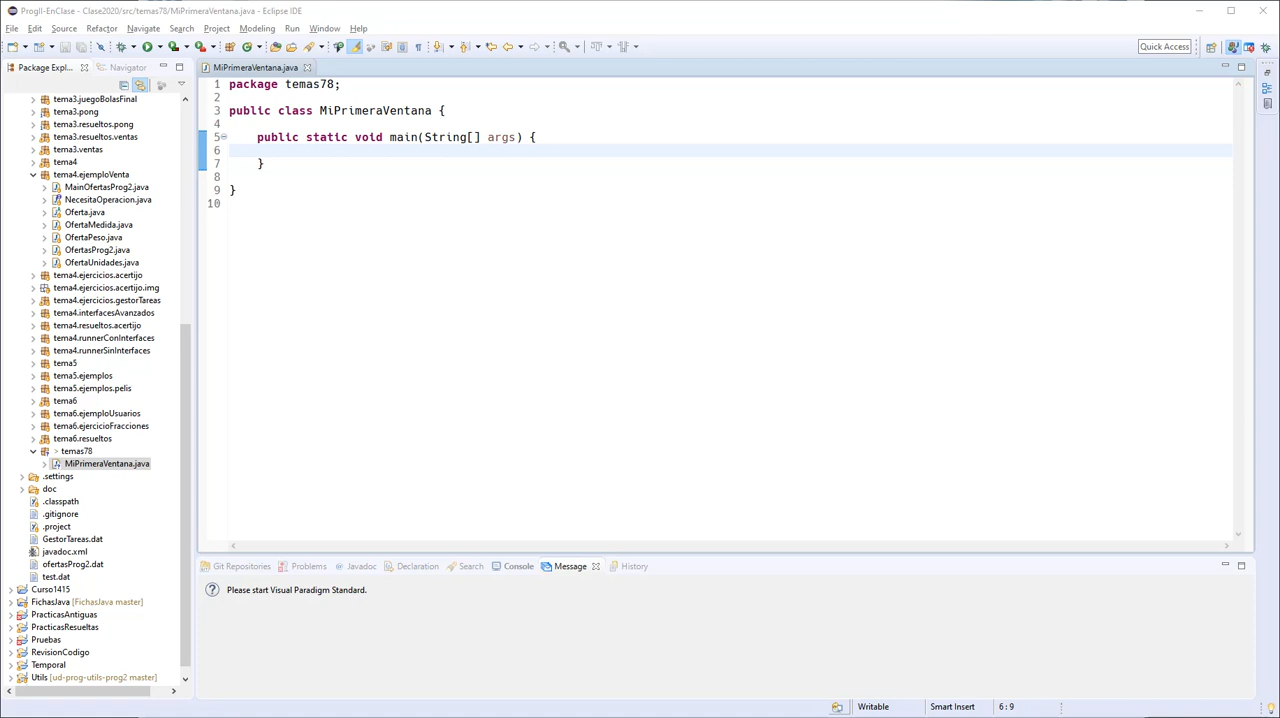 ProgII-EnClase - Clase2020/src/temas78/MiPrimeraVentana.java - Eclipse IDE
File Edit Source Refactor Navigate Search Project Modeling Run Window Help
Quick Access
Package Expl...
Navigator
MiPrimeraVentana.java
tema3.juegoBolasFinal
tema3.pong
tema3.resueltos.pong
tema3.resueltos.ventas
tema3.ventas
tema4
tema4.ejemploVenta
MainOfertasProg2.java
NecesitaOperacion.java
Oferta.java
OfertaMedida.java
OfertaPeso.java
OfertasProg2.java
OfertaUnidades.java
tema4.ejercicios.acertijo
tema4.ejercicios.acertijo.img
tema4.ejercicios.gestorTareas
tema4.interfacesAvanzados
tema4.resueltos.acertijo
tema4.runnerConInterfaces
tema4.runnerSinInterfaces
tema5
tema5.ejemplos
tema5.ejemplos.pelis
tema6
tema6.ejemploUsuarios
tema6.ejercicioFracciones
tema6.resueltos
> temas78
MiPrimeraVentana.java
.settings
doc
.classpath
.gitignore
.project
GestorTareas.dat
javadoc.xml
ofertasProg2.dat
test.dat
Curso1415
FichasJava [FichasJava master]
PracticasAntiguas
PracticasResueltas
Pruebas
RevisionCodigo
Temporal
Utils [ud-prog-utils-prog2 master]
1 package temas78;
2
3 public class MiPrimeraVentana {
4
5 public static void main(String[] args) {
6
7 }
8
9 }
10
Git Repositories Problems Javadoc Declaration Search Console Message History
Please start Visual Paradigm Standard.
Writable Smart Insert 6 : 9